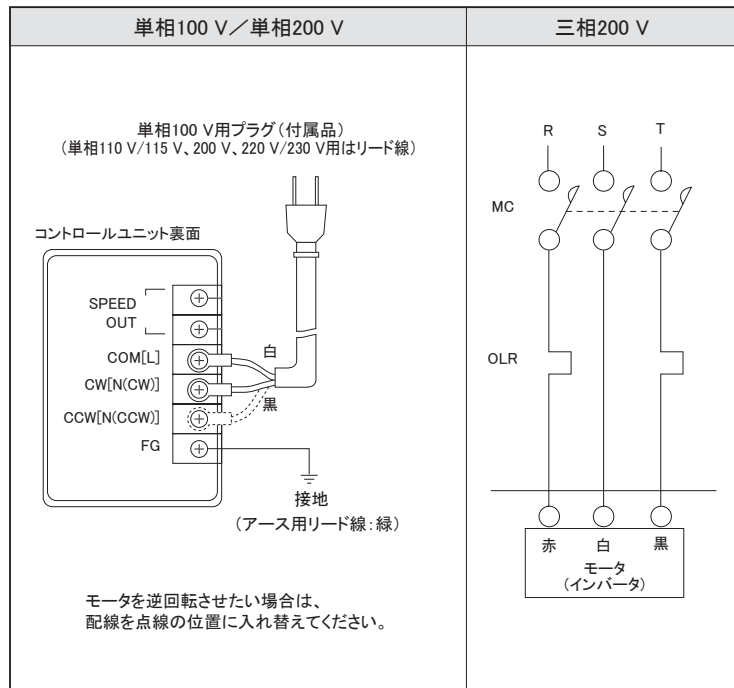 単相100 V／単相200 V
三相200 V
単相100 V用プラグ（付属品）
（単相110 V/115 V、200 V、220 V/230 V用はリード線）
コントロールユニット裏面
SPEED
OUT
COM[L]
CW[N(CW)]
CCW[N(CCW)]
FG
白
黒
接地
（アース用リード線：緑）
モータを逆回転させたい場合は、
配線を点線の位置に入れ替えてください。
R S T
MC
OLR
赤 白 黒
モータ
（インバータ）